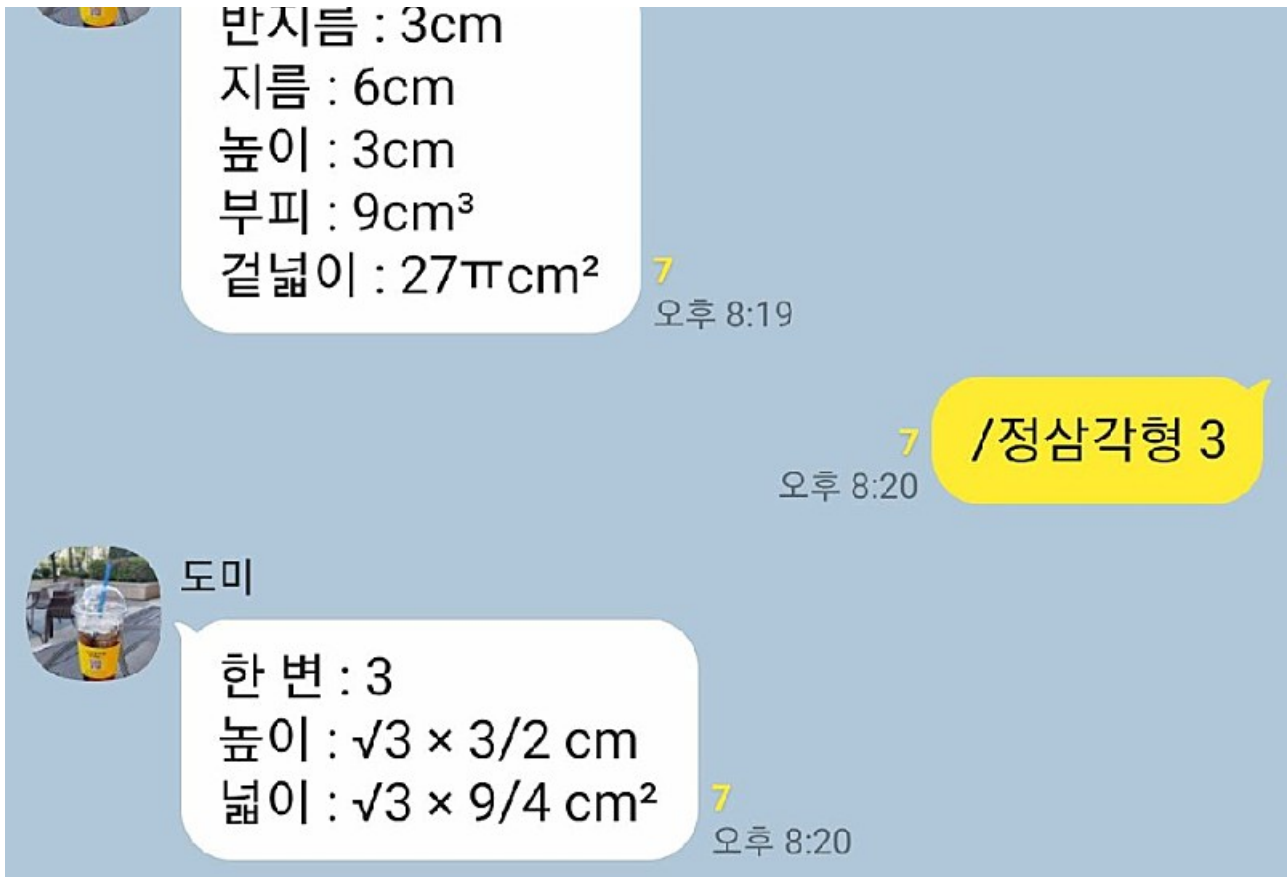 반지름 : 3cm
지름 : 6cm
높이 : 3cm
부피 : 9cm³
겉넓이 : 27πcm²
7
오후 8:19
/정삼각형 3
7
오후 8:20
도미
한 변 : 3
높이 : √3 × 3/2 cm
넓이 : √3 × 9/4 cm²
7
오후 8:20